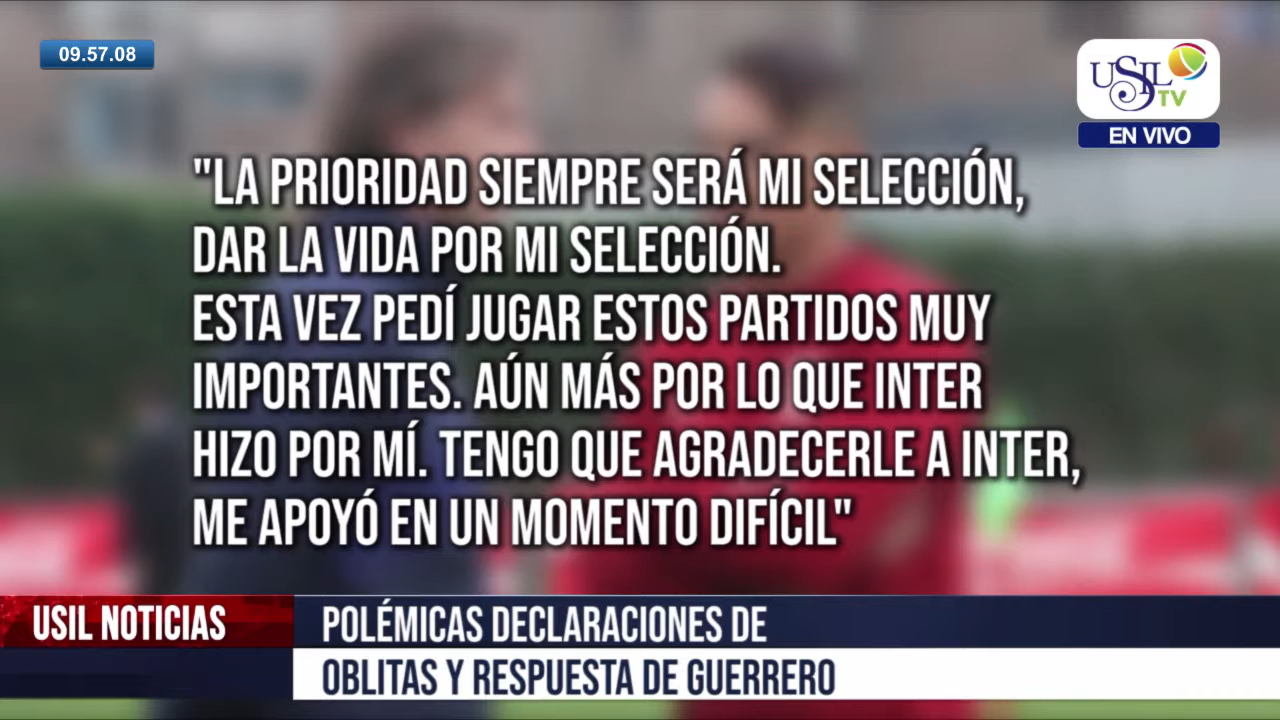 09.57.08
USIL
TV
EN VIVO
"LA PRIORIDAD SIEMPRE SERÁ MI SELECCIÓN,
DAR LA VIDA POR MI SELECCIÓN.
ESTA VEZ PEDÍ JUGAR ESTOS PARTIDOS MUY
IMPORTANTES. AÚN MÁS POR LO QUE INTER
HIZO POR MÍ. TENGO QUE AGRADECERLE A INTER,
ME APOYÓ EN UN MOMENTO DIFÍCIL"
USIL NOTICIAS
POLÉMICAS DECLARACIONES DE
OBLITAS Y RESPUESTA DE GUERRERO